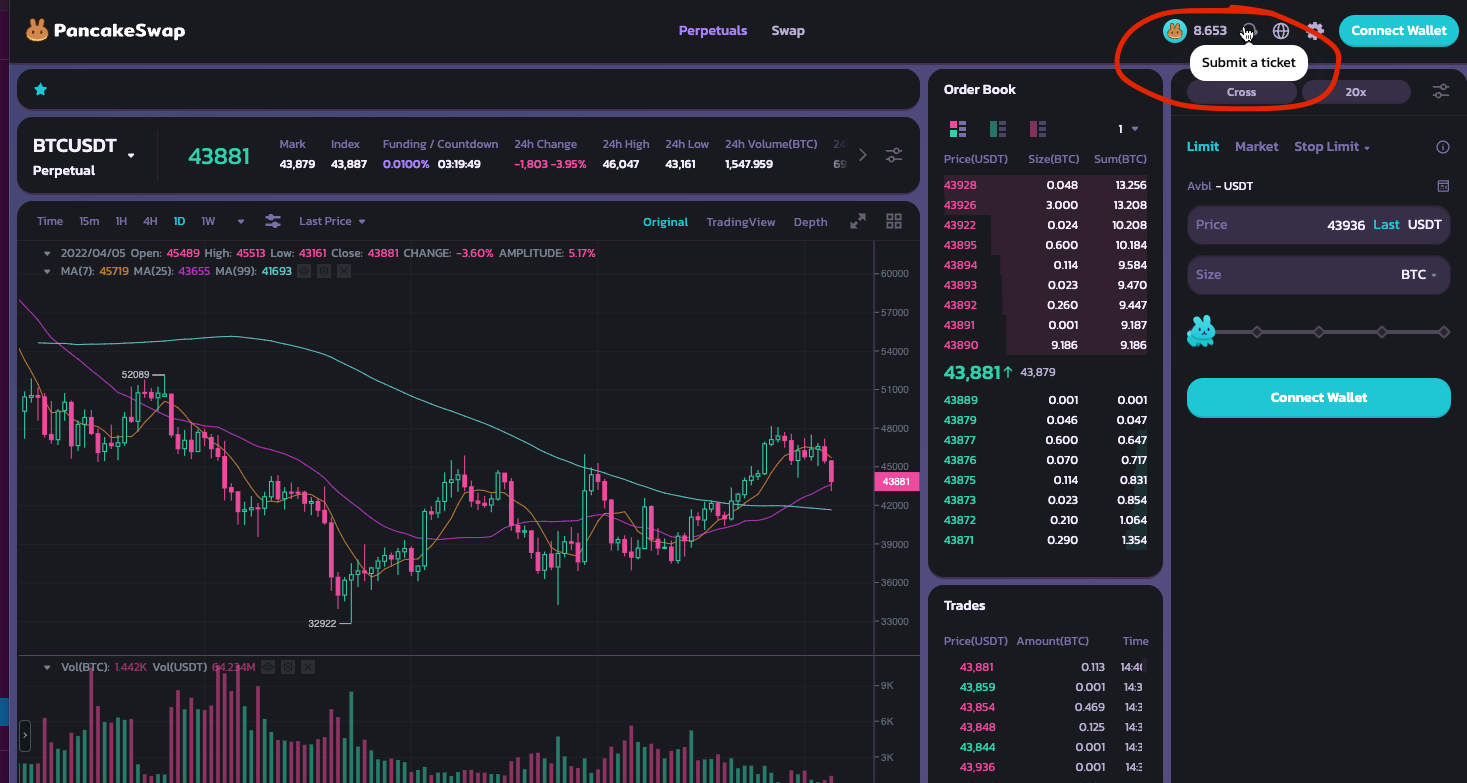 PancakeSwap
Perpetuals Swap
8.653
Connect Wallet
Submit a ticket
BTCUSDT
Perpetual
43881
Mark Index Funding / Countdown 24h Change 24h High 24h Low 24h Volume(BTC) 24
43,879 43,887 0.0100% 03:19:49 -1,803 -3.95% 46,047 43,161 1,547.959 69
Time 15m 1H 4H 1D 1W Last Price Original TradingView Depth
2022/04/05 Open: 45489 High: 45513 Low: 43161 Close: 43881 CHANGE: -3.60% AMPLITUDE: 5.17%
MA(7): 45719 MA(25): 43655 MA(99): 41693
60000
57000
54000
51000
48000
45000
43881
42000
39000
36000
33000
52089
32922
Vol(BTC): 1.442K Vol(USDT) 64.234M
9K
6K
3K
Order Book
1
Price(USDT) Size(BTC) Sum(BTC)
43928 0.048 13.256
43926 3.000 13.208
43922 0.024 10.208
43895 0.600 10.184
43894 0.114 9.584
43893 0.023 9.470
43892 0.260 9.447
43891 0.001 9.187
43890 9.186 9.186
43,881↑ 43,879
43889 0.001 0.001
43879 0.046 0.047
43877 0.600 0.647
43876 0.070 0.717
43875 0.114 0.831
43873 0.023 0.854
43872 0.210 1.064
43871 0.290 1.354
Trades
Price(USDT) Amount(BTC) Time
43,881 0.113 14:4
43,859 0.001 14:3
43,854 0.469 14:3
43,848 0.125 14:3
43,844 0.001 14:3
43,936 0.001 14:3
Cross 20x
Limit Market Stop Limit
Avbl - USDT
Price 43936 Last USDT
Size BTC
Connect Wallet